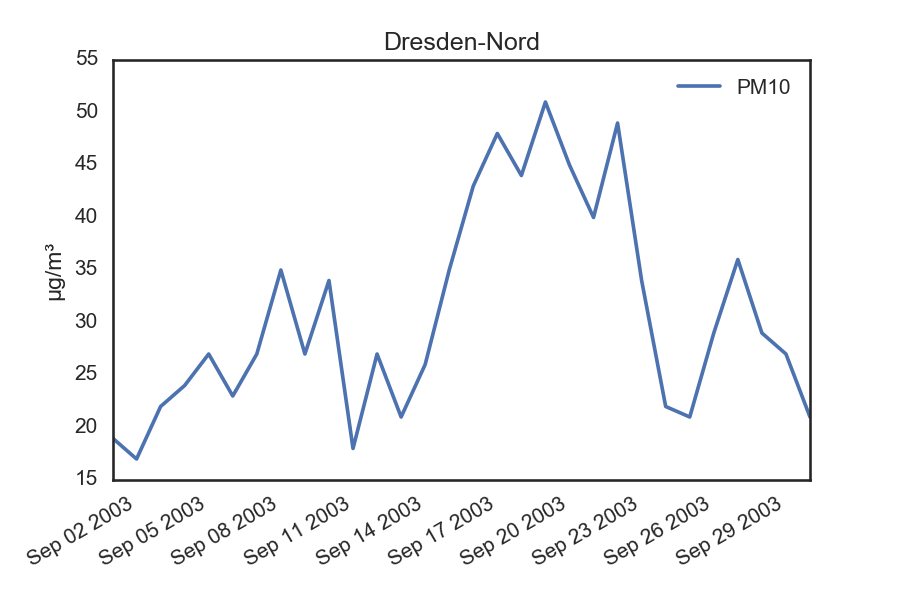 Dresden-Nord
55
50
45
40
35
30
25
20
15
µg/m³
PM10
Sep 02 2003
Sep 05 2003
Sep 08 2003
Sep 11 2003
Sep 14 2003
Sep 17 2003
Sep 20 2003
Sep 23 2003
Sep 26 2003
Sep 29 2003